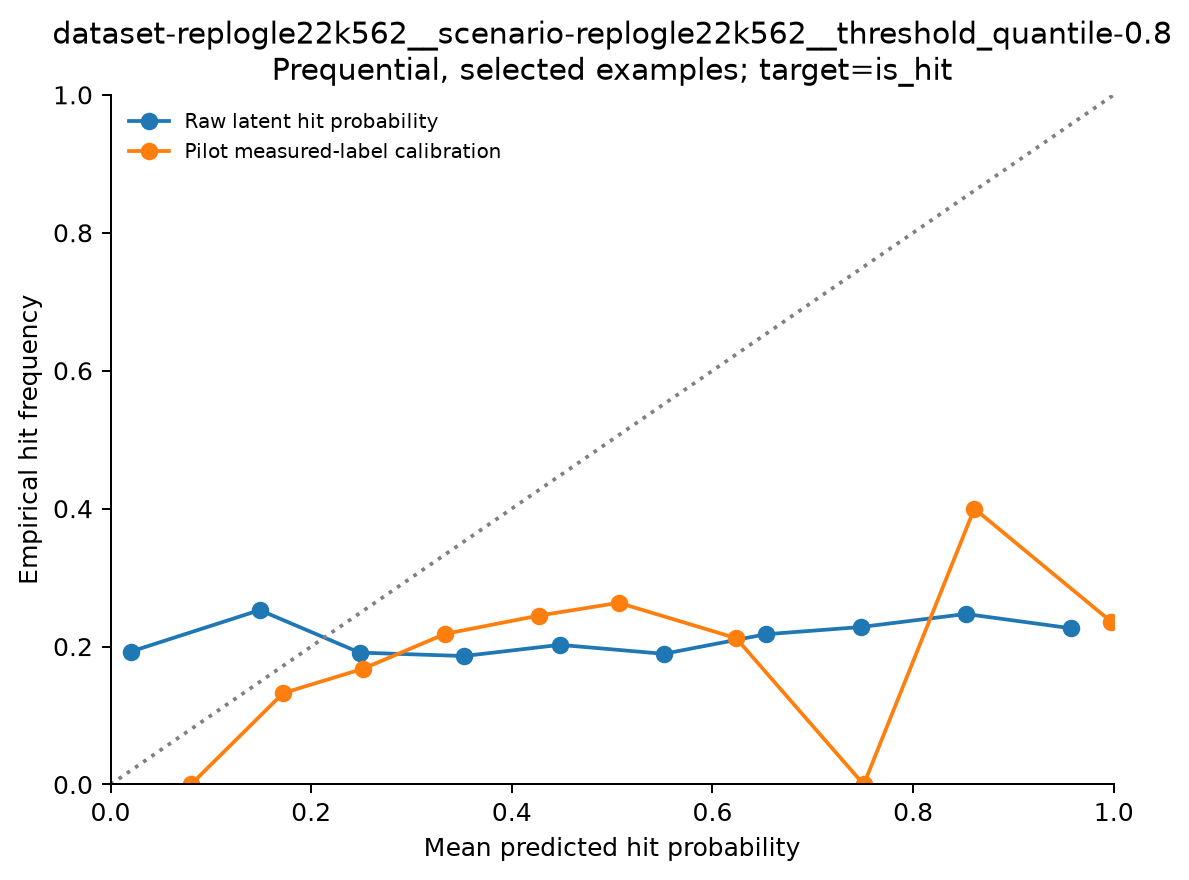 dataset-replogle22k562__scenario-replogle22k562__threshold_quantile-0.8
Prequential, selected examples; target=is_hit
1.0
0.8
0.6
0.4
0.2
0.0
Empirical hit frequency
Raw latent hit probability
Pilot measured-label calibration
0.0
0.2
0.4
0.6
0.8
1.0
Mean predicted hit probability